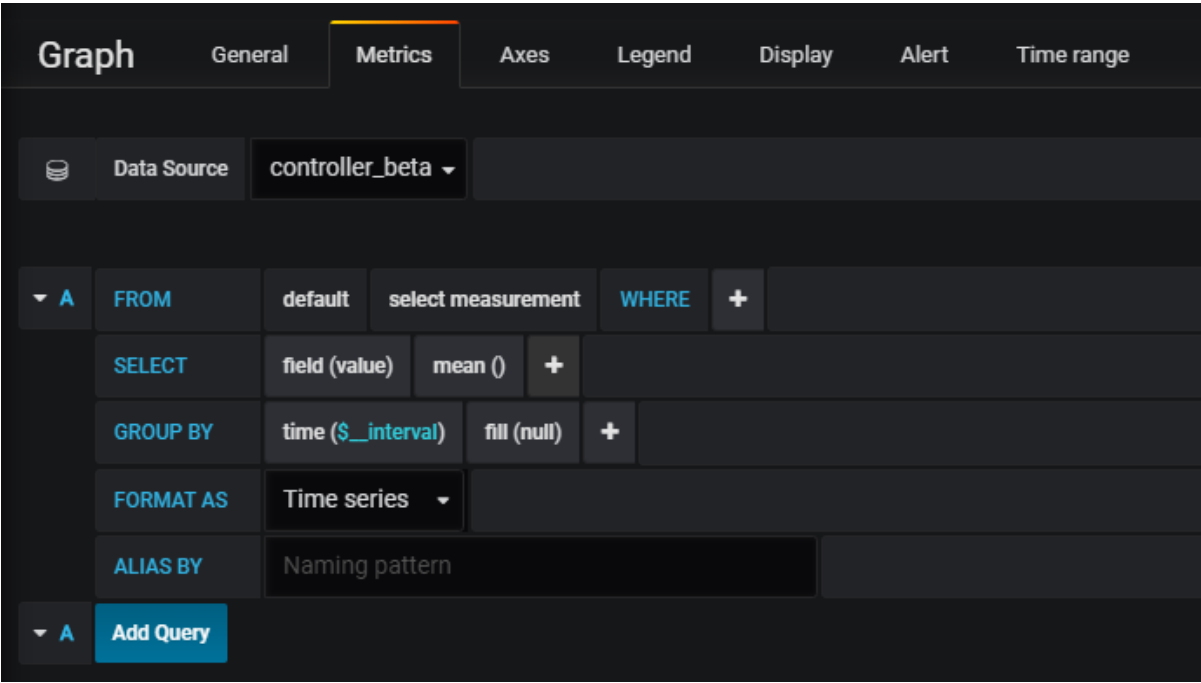 Graph General Metrics Axes Legend Display Alert Time range
Data Source controller_beta
A FROM default select measurement WHERE +
SELECT field (value) mean () +
GROUP BY time ($__interval) fill (null) +
FORMAT AS Time series
ALIAS BY Naming pattern
A Add Query